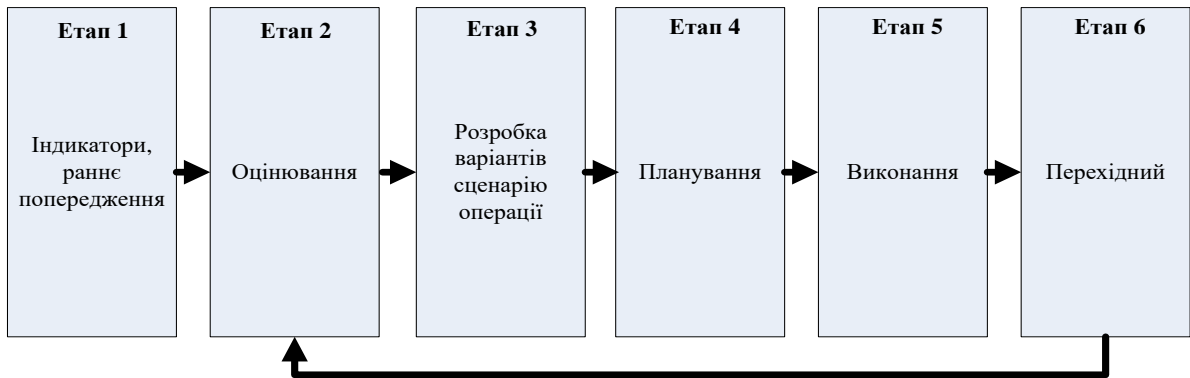 Етап 1
Індикатори,
раннє
попередження
Етап 2
Оцінювання
Етап 3
Розробка
варіантів
сценарію
операції
Етап 4
Планування
Етап 5
Виконання
Етап 6
Перехідний